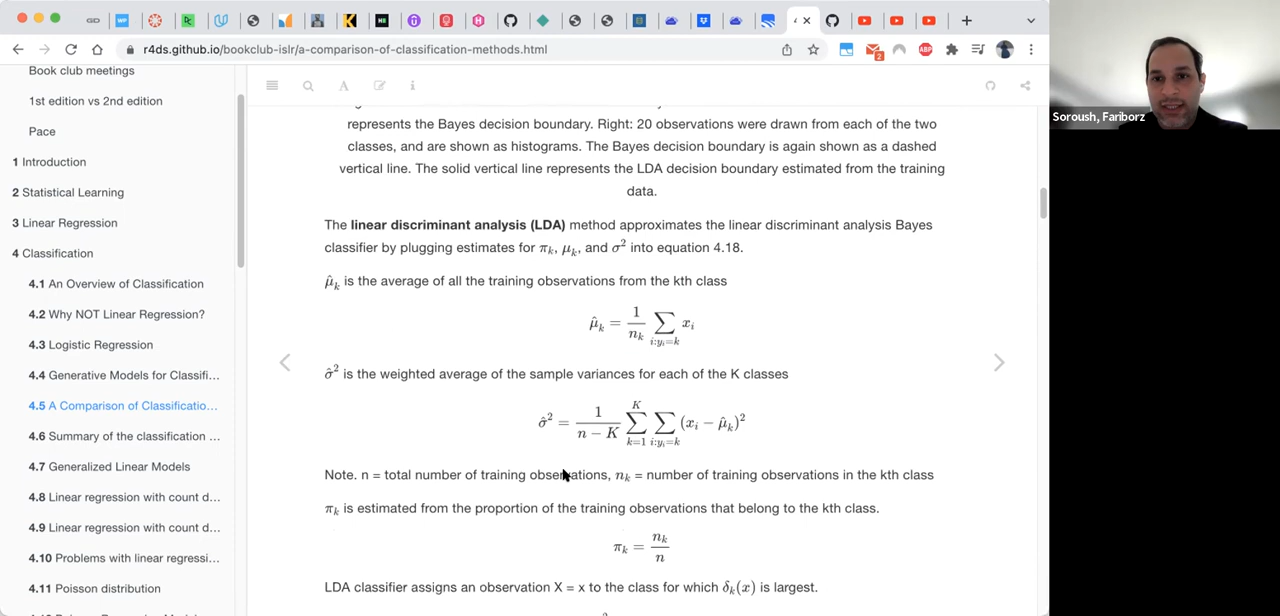 r4ds.github.io/bookclub-islr/a-comparison-of-classification-methods.html
2
ABP
Book club meetings
1st edition vs 2nd edition
Pace
1 Introduction
2 Statistical Learning
3 Linear Regression
4 Classification
4.1 An Overview of Classification
4.2 Why NOT Linear Regression?
4.3 Logistic Regression
4.4 Generative Models for Classifi...
4.5 A Comparison of Classificatio...
4.6 Summary of the classification ...
4.7 Generalized Linear Models
4.8 Linear regression with count d...
4.9 Linear regression with count d...
4.10 Problems with linear regressi...
4.11 Poisson distribution
represents the Bayes decision boundary. Right: 20 observations were drawn from each of the two
classes, and are shown as histograms. The Bayes decision boundary is again shown as a dashed
vertical line. The solid vertical line represents the LDA decision boundary estimated from the training
data.
The linear discriminant analysis (LDA) method approximates the linear discriminant analysis Bayes
classifier by plugging estimates for π_k, μ_k, and σ² into equation 4.18.
μ̂_k is the average of all the training observations from the kth class
μ̂_k = 1/n_k ∑_{i:y_i=k} x_i
σ̂² is the weighted average of the sample variances for each of the K classes
σ̂² = 1/(n − K) ∑_{k=1}^{K} ∑_{i:y_i=k} (x_i − μ̂_k)²
Note. n = total number of training observations, n_k = number of training observations in the kth class
π_k is estimated from the proportion of the training observations that belong to the kth class.
π_k = n_k/n
LDA classifier assigns an observation X = x to the class for which δ_k(x) is largest.
Soroush, Fariborz